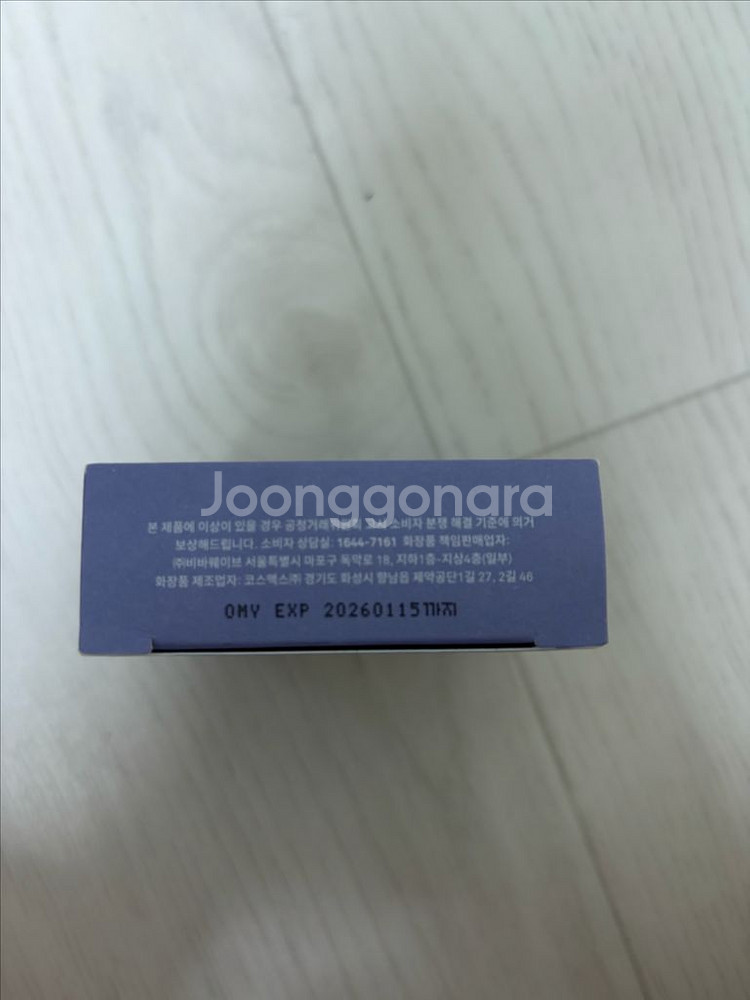 Joonggonara
본 제품에 이상이 있을 경우 공정거래위원회 고시 소비자 분쟁 해결 기준에 의거
보상해드립니다. 소비자 상담실: 1644-7161 화장품 책임판매업자:
㈜비바웨이브 서울특별시 마포구 독막로 18, 지하1층-지상4층(일부)
화장품 제조업자: 코스맥스㈜ 경기도 화성시 향남읍 제약공단1길 27, 2길 46
OMY EXP 20260115까지